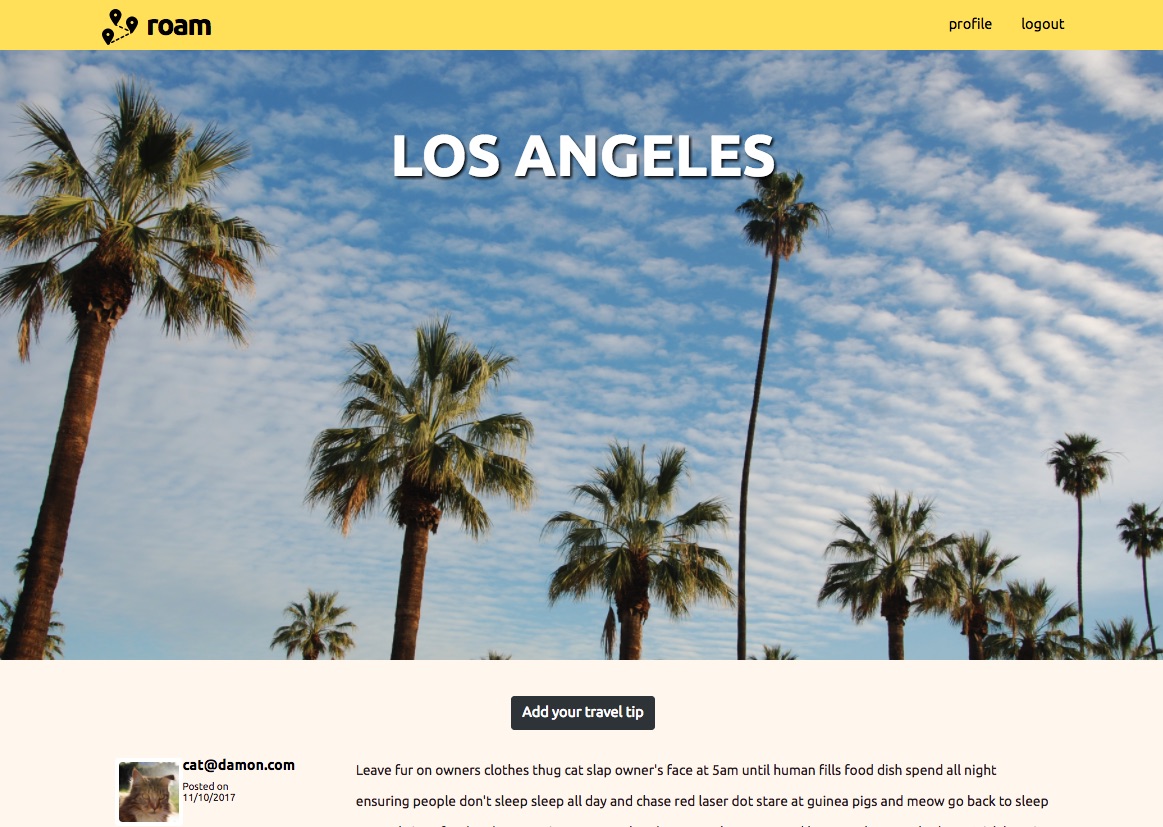 roam
profile
logout
LOS ANGELES
Add your travel tip
cat@damon.com
Posted on
11/10/2017
Leave fur on owners clothes thug cat slap owner's face at 5am until human fills food dish spend all night
ensuring people don't sleep sleep all day and chase red laser dot stare at guinea pigs and meow go back to sleep